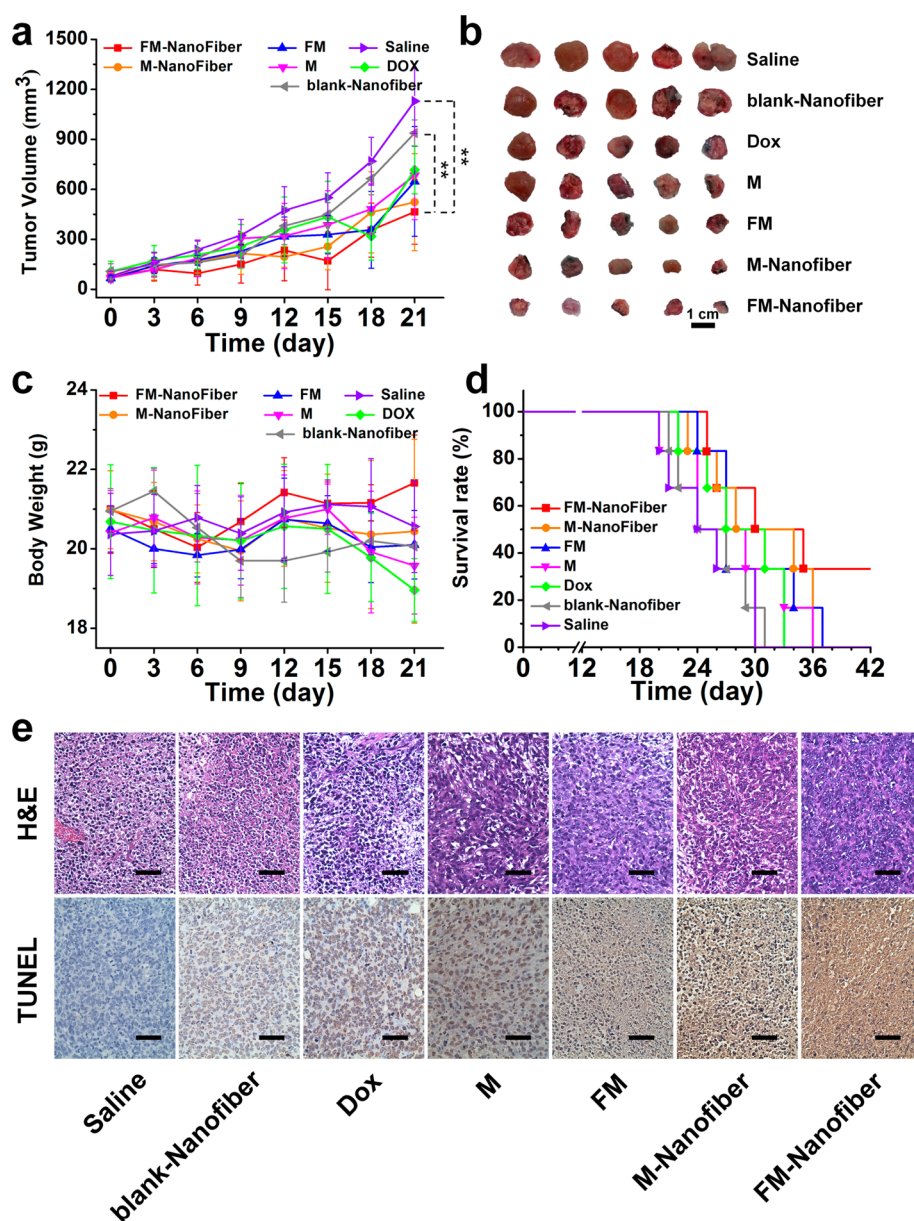 a
Tumor Volume (mm³)
1500
1200
900
600
300
0
FM-NanoFiber
FM
Saline
M-NanoFiber
M
DOX
blank-Nanofiber
**
**
0 3 6 9 12 15 18 21
Time (day)
b
Saline
blank-Nanofiber
Dox
M
FM
M-Nanofiber
FM-Nanofiber
1 cm
c
Body Weight (g)
24
22
20
18
FM-NanoFiber
FM
Saline
M-NanoFiber
M
DOX
blank-Nanofiber
0 3 6 9 12 15 18 21
Time (day)
d
Survival rate (%)
100
80
60
40
20
0
FM-NanoFiber
M-NanoFiber
FM
M
Dox
blank-Nanofiber
Saline
0 12 24 30 36 42
Time (day)
e
H&E
TUNEL
Saline
blank-Nanofiber
Dox
M
FM
M-Nanofiber
FM-Nanofiber